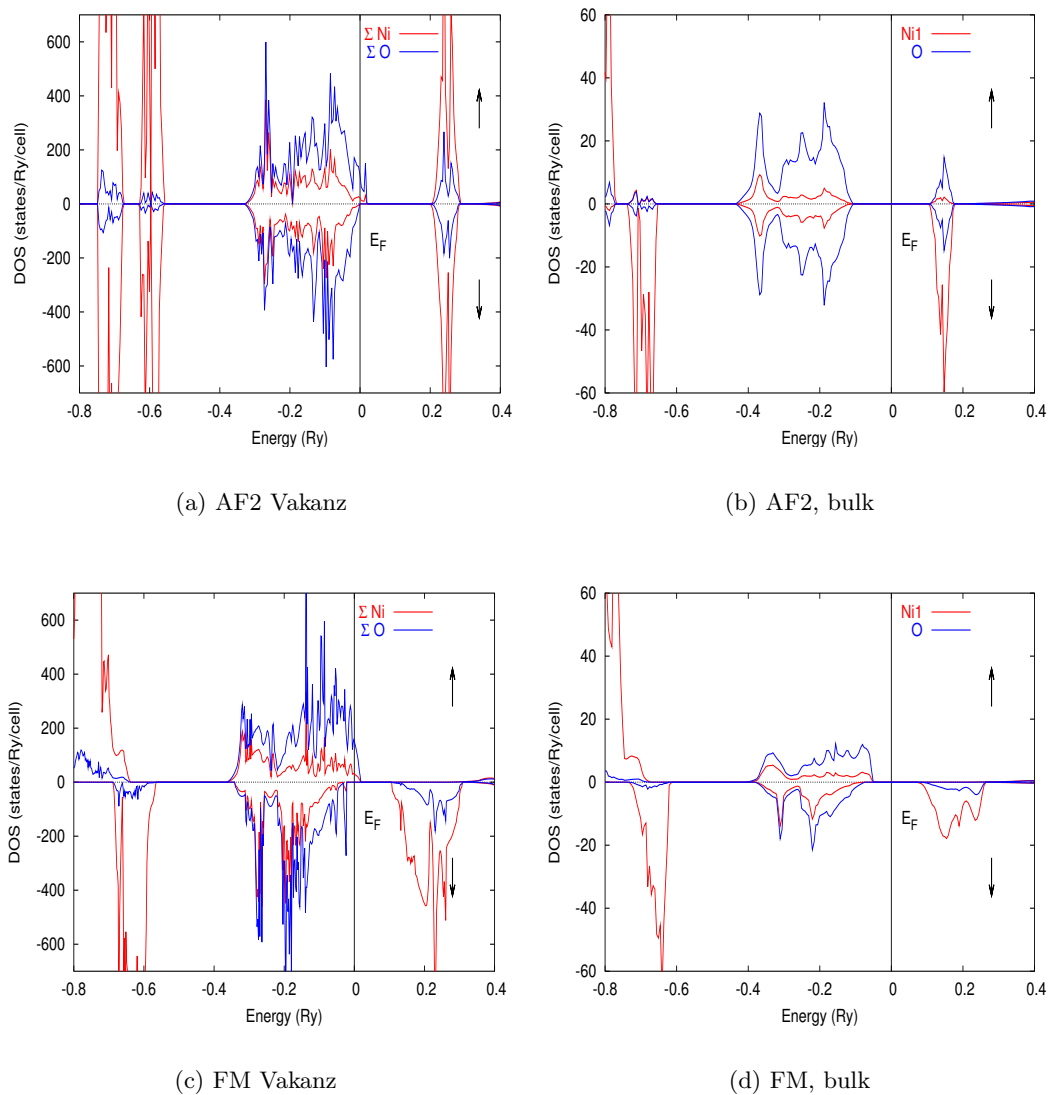 600
400
200
0
-200
-400
-600
DOS (states/Ry/cell)
Σ Ni
Σ O
E_F
-0.8 -0.6 -0.4 -0.2 0 0.2 0.4
Energy (Ry)
(a) AF2 Vakanz
60
40
20
0
-20
-40
-60
DOS (states/Ry/cell)
Ni1
O
E_F
-0.8 -0.6 -0.4 -0.2 0 0.2 0.4
Energy (Ry)
(b) AF2, bulk
600
400
200
0
-200
-400
-600
DOS (states/Ry/cell)
Σ Ni
Σ O
E_F
-0.8 -0.6 -0.4 -0.2 0 0.2 0.4
Energy (Ry)
(c) FM Vakanz
60
40
20
0
-20
-40
-60
DOS (states/Ry/cell)
Ni1
O
E_F
-0.8 -0.6 -0.4 -0.2 0 0.2 0.4
Energy (Ry)
(d) FM, bulk